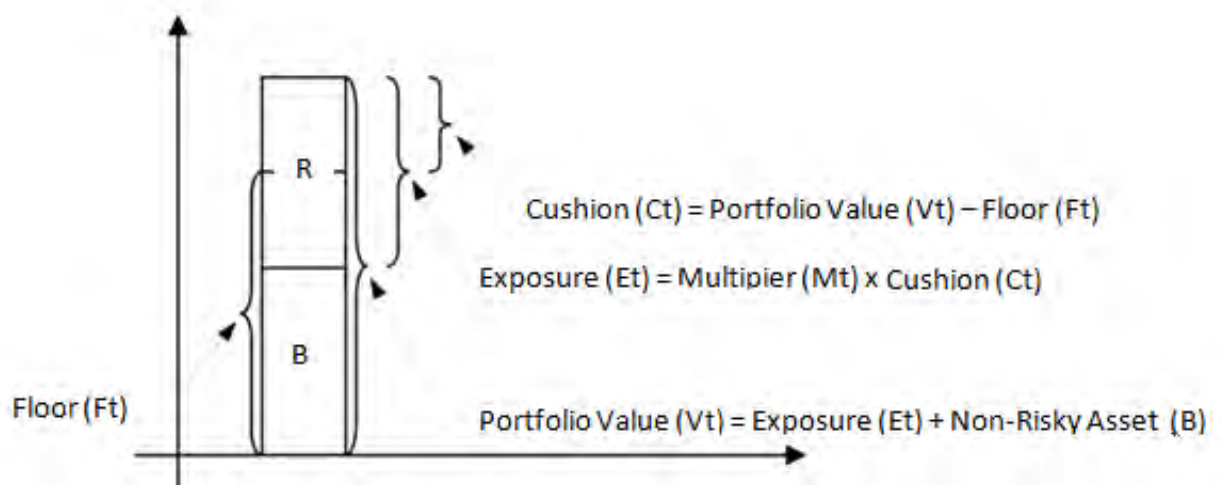 R
Cushion (Ct) = Portfolio Value (Vt) – Floor (Ft)
Exposure (Et) = Multipier (Mt) x Cushion (Ct)
B
Floor (Ft)
Portfolio Value (Vt) = Exposure (Et) + Non-Risky Asset (B)